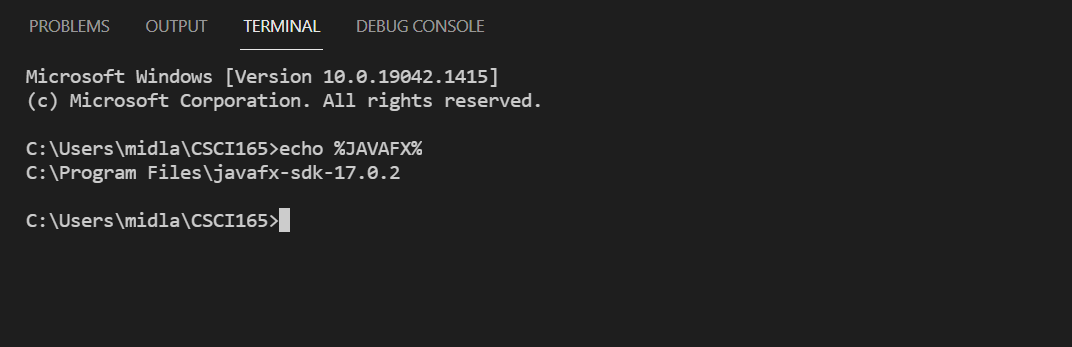 PROBLEMS OUTPUT TERMINAL DEBUG CONSOLE
Microsoft Windows [Version 10.0.19042.1415]
(c) Microsoft Corporation. All rights reserved.
C:\Users\midla\CSCI165>echo %JAVAFX%
C:\Program Files\javafx-sdk-17.0.2
C:\Users\midla\CSCI165>